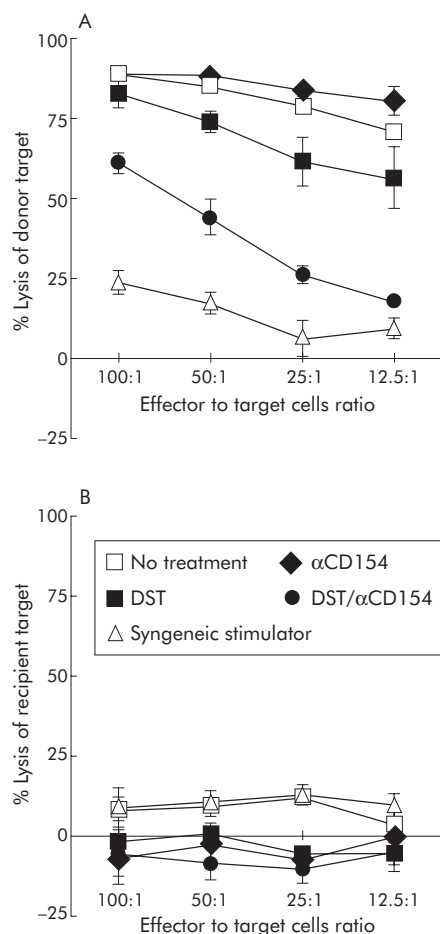 A
100
75
50
25
0
−25
% Lysis of donor target
100:1 50:1 25:1 12.5:1
Effector to target cells ratio
B
100
75
50
25
0
−25
% Lysis of recipient target
No treatment αCD154
DST DST/αCD154
Syngeneic stimulator
100:1 50:1 25:1 12.5:1
Effector to target cells ratio